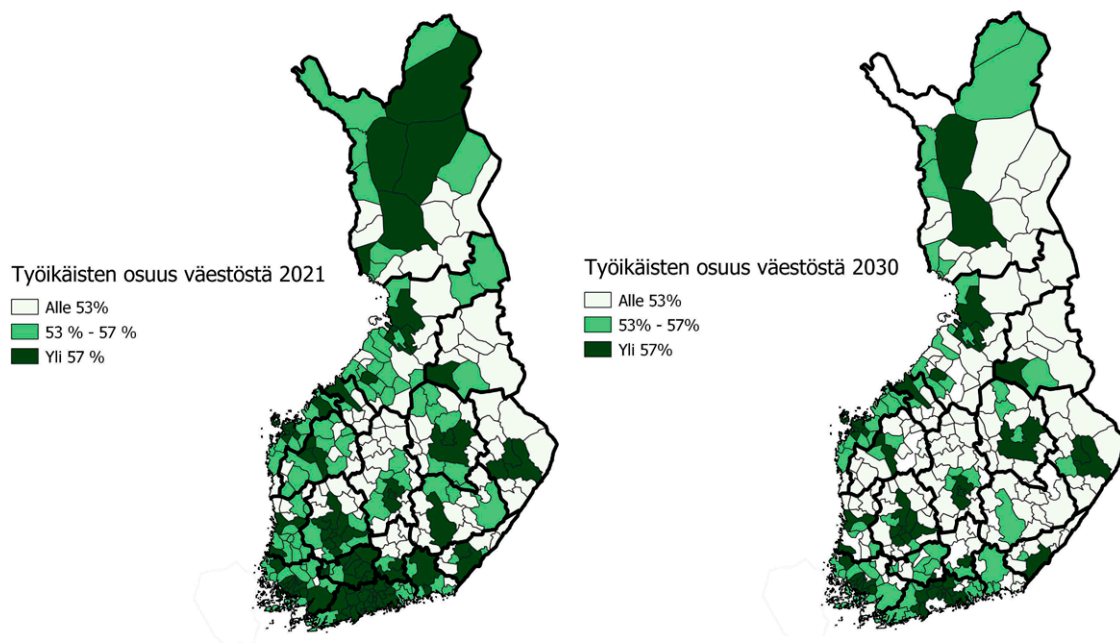 Työikäisten osuus väestöstä 2021
Alle 53%
53 % - 57 %
Yli 57 %
Työikäisten osuus väestöstä 2030
Alle 53%
53% - 57%
Yli 57%